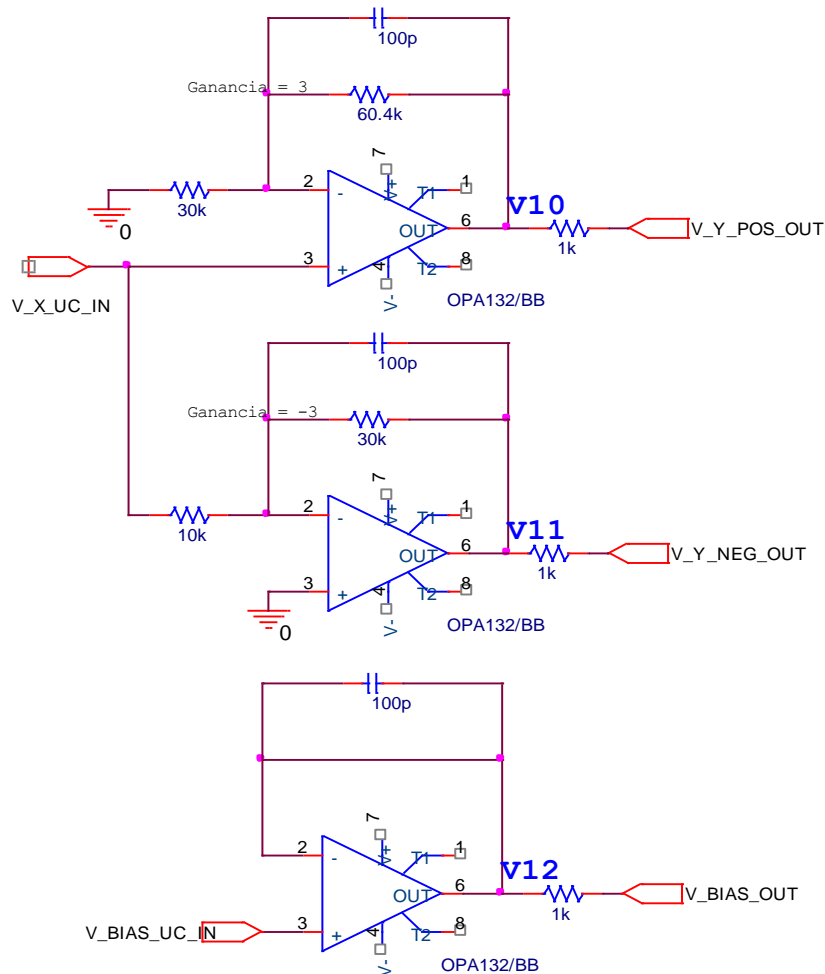 100p
Ganancia = 3
60.4k
7
V+
T1
1
2
-
30k
0
V10
6
OUT
1k
V_Y_POS_OUT
3
+
4
V-
T2
8
OPA132/BB
V_X_UC_IN
100p
Ganancia = -3
30k
7
V+
T1
1
2
-
10k
V11
6
OUT
1k
V_Y_NEG_OUT
3
+
4
V-
T2
8
0
OPA132/BB
100p
7
V+
T1
1
2
-
V12
6
OUT
1k
V_BIAS_OUT
V_BIAS_UC_IN
3
+
4
V-
T2
8
OPA132/BB